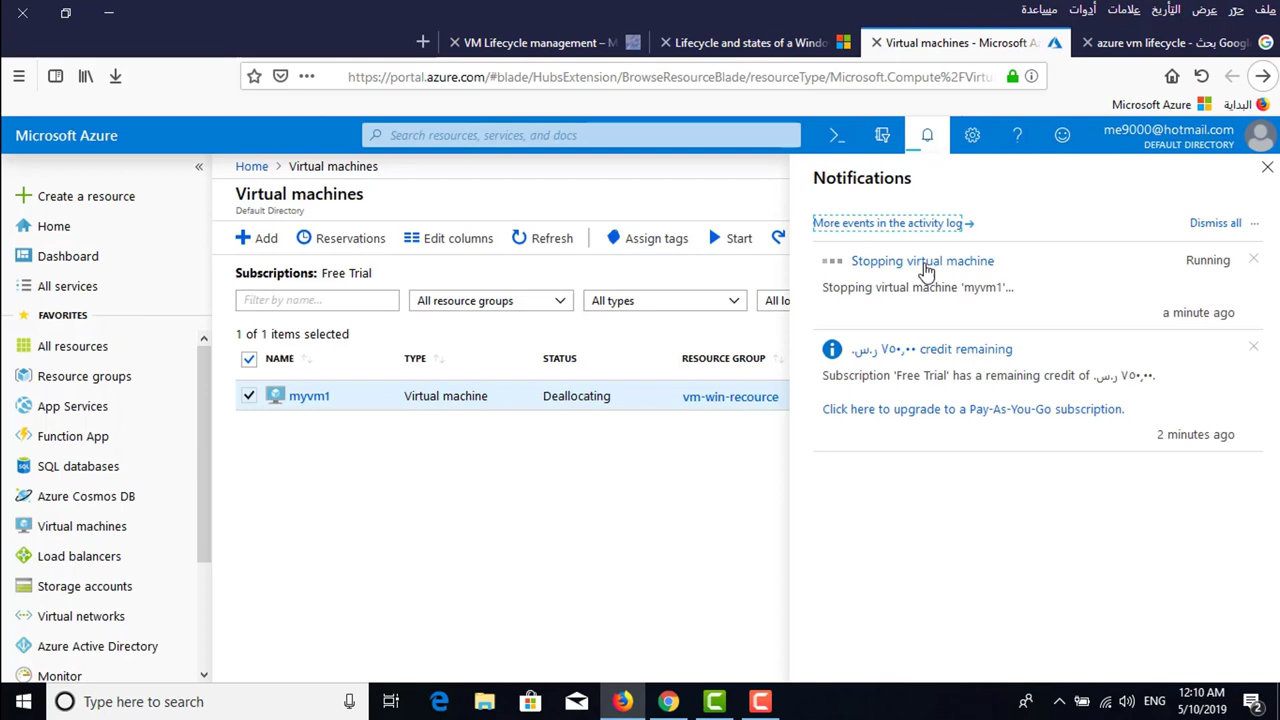 ملف حرّر عرض التأريخ علامات أدوات مساعدة
azure vm lifecycle - بحث Google
Virtual machines - Microsoft Az
Lifecycle and states of a Windo
VM Lifecycle management – M
https://portal.azure.com/#blade/HubsExtension/BrowseResourceBlade/resourceType/Microsoft.Compute%2FVirtu
البداية Microsoft Azure
Microsoft Azure
Search resources, services, and docs
me9000@hotmail.com
DEFAULT DIRECTORY
Create a resource
Home
Dashboard
All services
FAVORITES
All resources
Resource groups
App Services
Function App
SQL databases
Azure Cosmos DB
Virtual machines
Load balancers
Storage accounts
Virtual networks
Azure Active Directory
Monitor
Home > Virtual machines
Virtual machines
Default Directory
Add Reservations Edit columns Refresh Assign tags Start
Subscriptions: Free Trial
Filter by name... All resource groups All types All lo
1 of 1 items selected
NAME TYPE STATUS RESOURCE GROUP
myvm1 Virtual machine Deallocating vm-win-recource
Notifications
More events in the activity log
Dismiss all ...
Stopping virtual machine Running
Stopping virtual machine 'myvm1'...
a minute ago
ر.س.‏ ٧٥٠٫٠٠ credit remaining
Subscription 'Free Trial' has a remaining credit of ر.س.‏ ٧٥٠٫٠٠.
Click here to upgrade to a Pay-As-You-Go subscription.
2 minutes ago
Type here to search
ENG
12:10 AM
5/10/2019
2